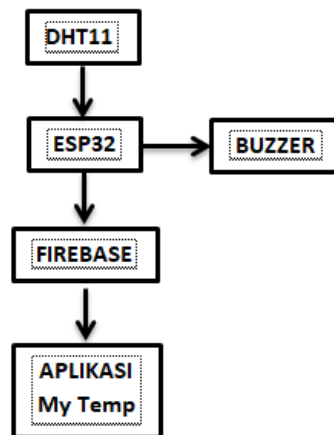 DHT11
ESP32
BUZZER
FIREBASE
APLIKASI
My Temp